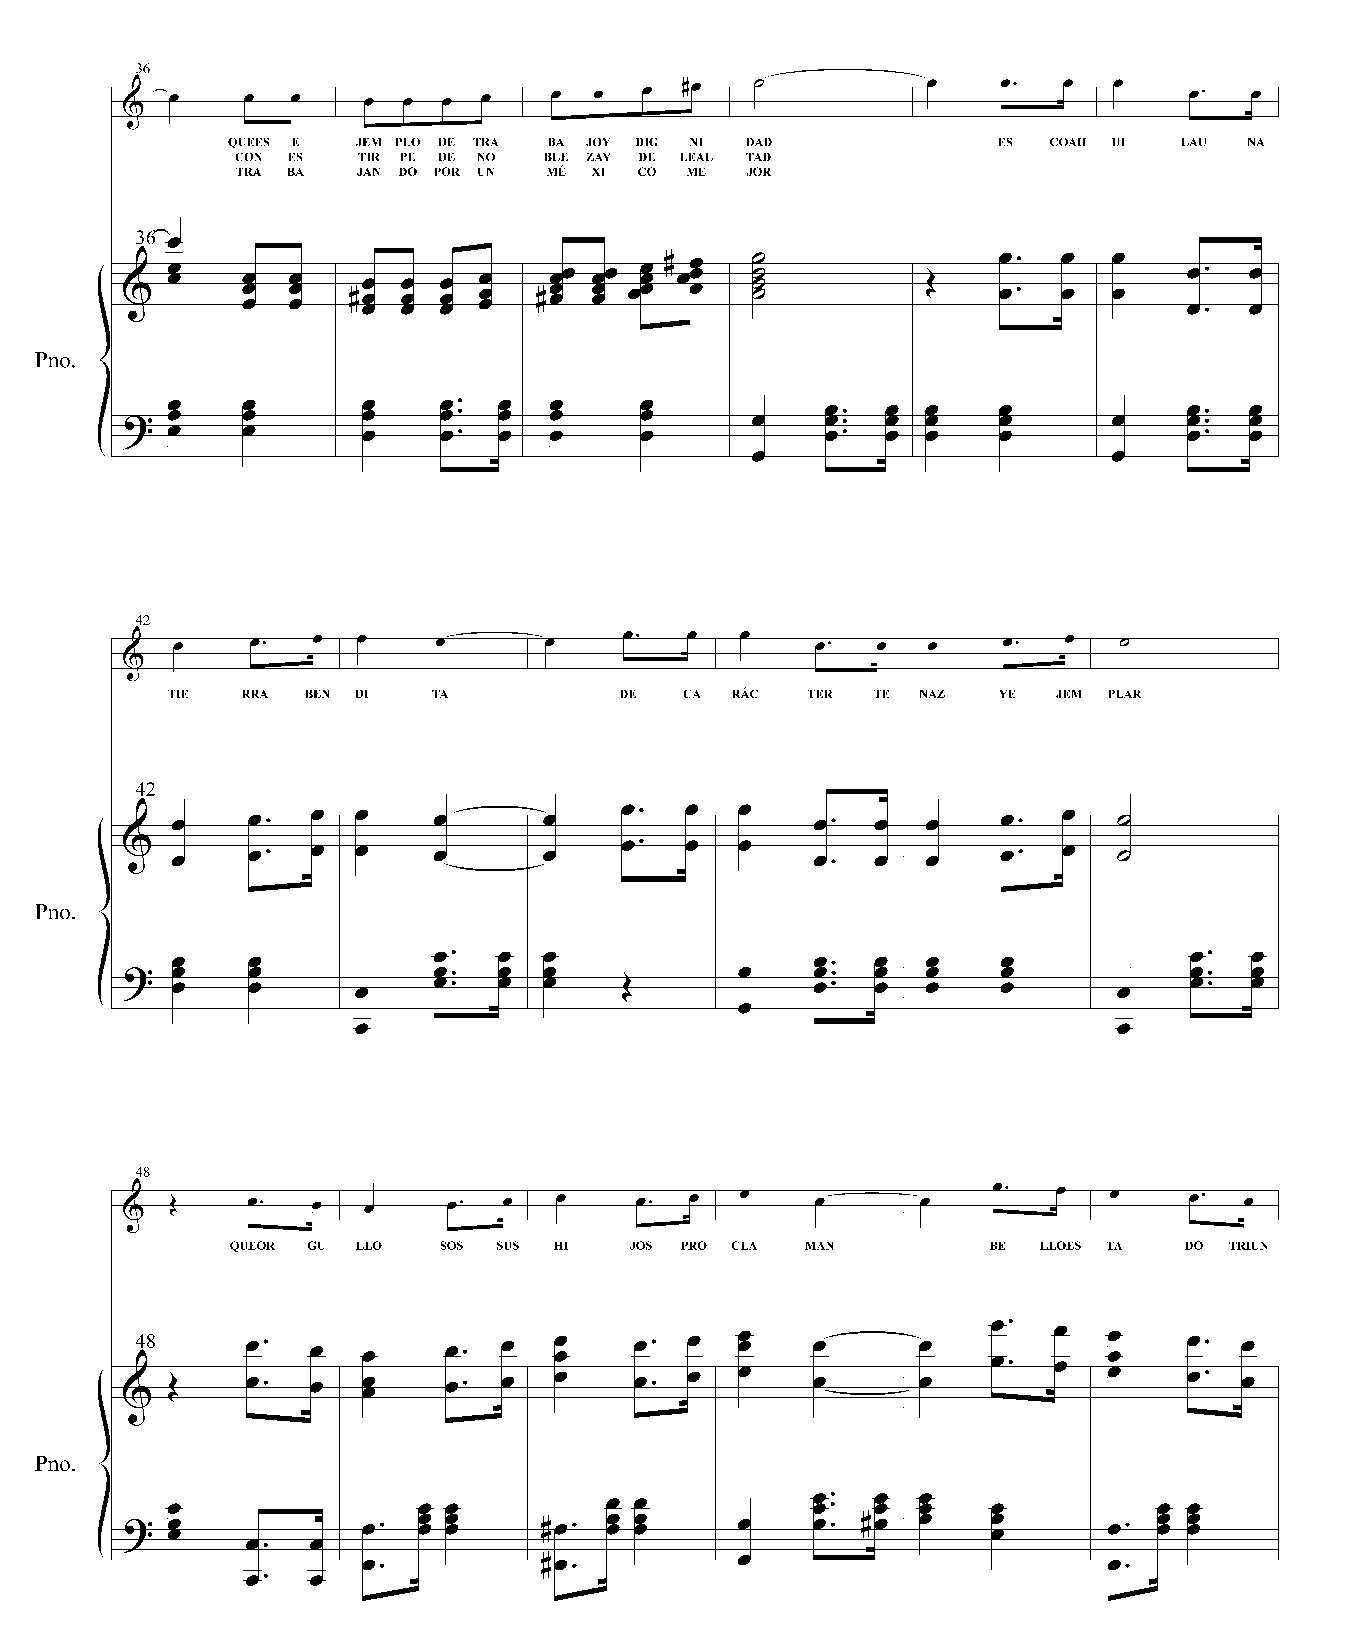 36
QUEES E JEM PLO DE TRA BA JOY DIG NI DAD ES COAH UI LAU NA
CON ES TIR PE DE NO BLE ZAY DE LEAL TAD
TRA BA JAN DO POR UN MÉ XI CO ME JOR
36
Pno.
42
TIE RRA BEN DI TA DE CA RÁC TER TE NAZ YE JEM PLAR
42
Pno.
48
QUEOR GU LLO SOS SUS HI JOS PRO CLA MAN BE LLOES TA DO TRIUN
48
Pno.